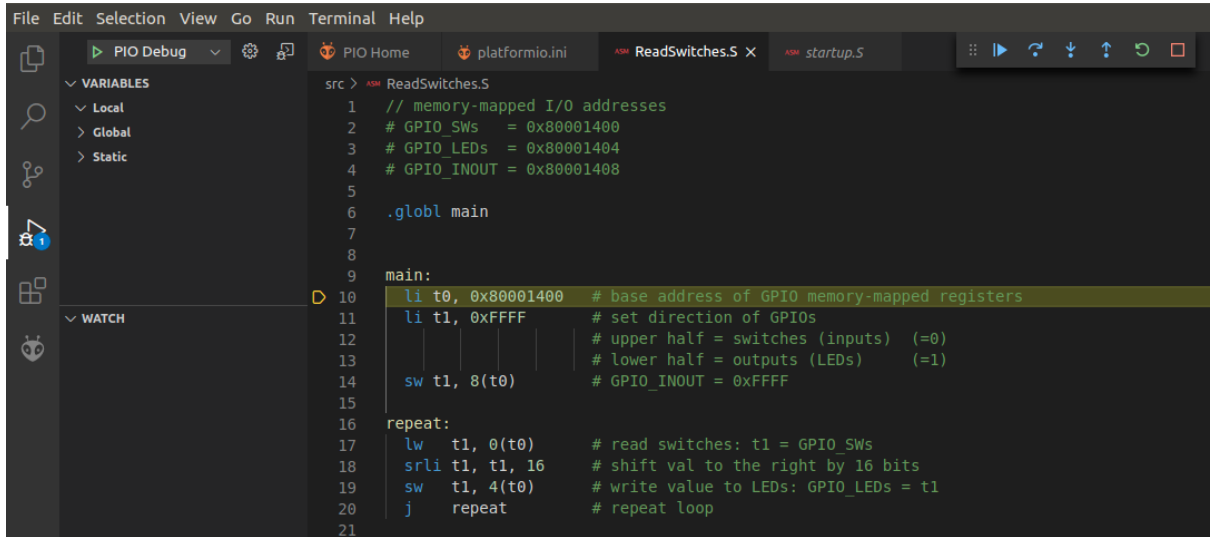 File Edit Selection View Go Run Terminal Help
PIO Debug
PIO Home
platformio.ini
ASM ReadSwitches.S
ASM startup.S
VARIABLES
Local
Global
Static
WATCH
1
src > ASM ReadSwitches.S
1 // memory-mapped I/O addresses
2 # GPIO_SWs = 0x80001400
3 # GPIO_LEDs = 0x80001404
4 # GPIO_INOUT = 0x80001408
5
6 .globl main
7
8
9 main:
10 li t0, 0x80001400 # base address of GPIO memory-mapped registers
11 li t1, 0xFFFF # set direction of GPIOs
12 # upper half = switches (inputs) (=0)
13 # lower half = outputs (LEDs) (=1)
14 sw t1, 8(t0) # GPIO_INOUT = 0xFFFF
15
16 repeat:
17 lw t1, 0(t0) # read switches: t1 = GPIO_SWs
18 srli t1, t1, 16 # shift val to the right by 16 bits
19 sw t1, 4(t0) # write value to LEDs: GPIO_LEDs = t1
20 j repeat # repeat loop
21